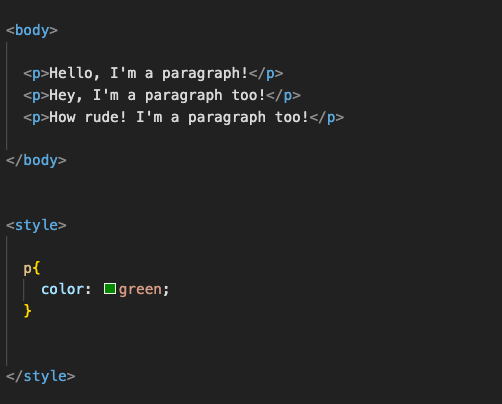 <body>
<p>Hello, I'm a paragraph!</p>
<p>Hey, I'm a paragraph too!</p>
<p>How rude! I'm a paragraph too!</p>
</body>
<style>
p{
color: green;
}
</style>